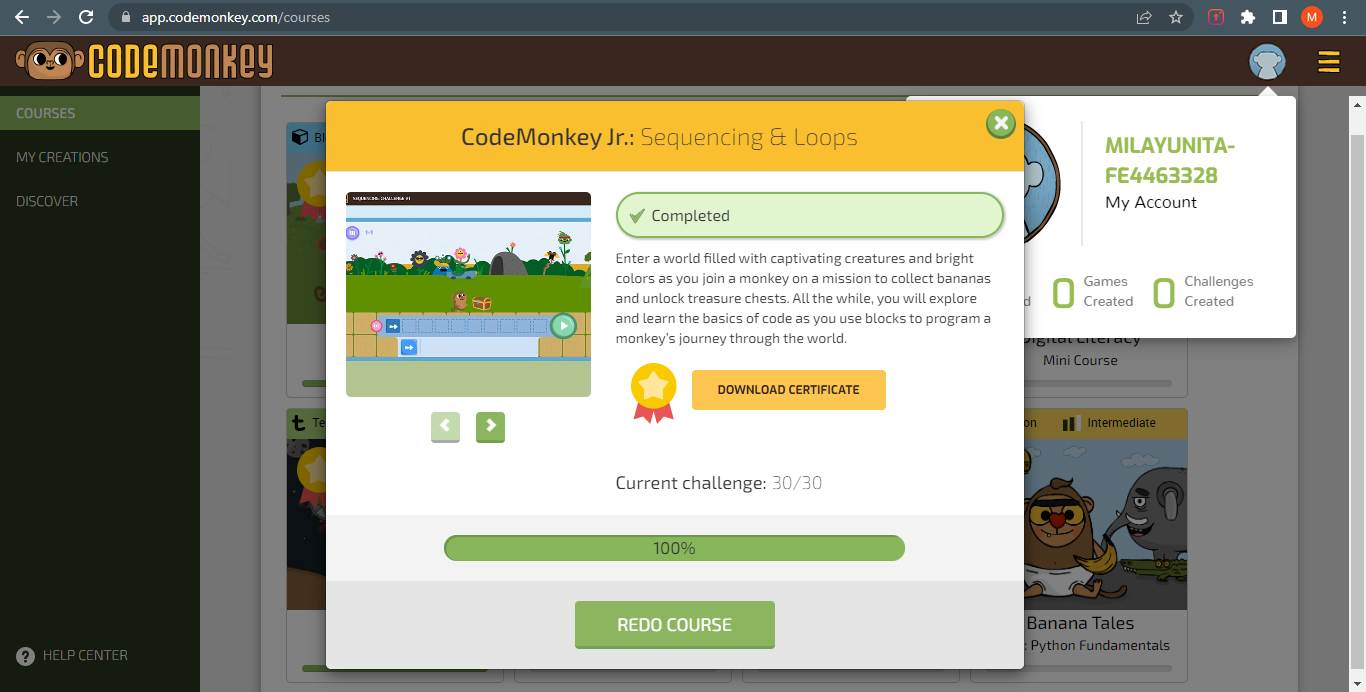 app.codemonkey.com/courses
M
CODEMONKEY
COURSES
MY CREATIONS
DISCOVER
HELP CENTER
CodeMonkey Jr.: Sequencing & Loops
SEQUENCING CHALLENGE #1
1-1
Completed
Enter a world filled with captivating creatures and bright
colors as you join a monkey on a mission to collect bananas
and unlock treasure chests. All the while, you will explore
and learn the basics of code as you use blocks to program a
monkey's journey through the world.
DOWNLOAD CERTIFICATE
Current challenge: 30/30
100%
REDO COURSE
MILAYUNITA-
FE4463328
My Account
0 Games
Created
0 Challenges
Created
Digital Literacy
Mini Course
Intermediate
Banana Tales
: Python Fundamentals